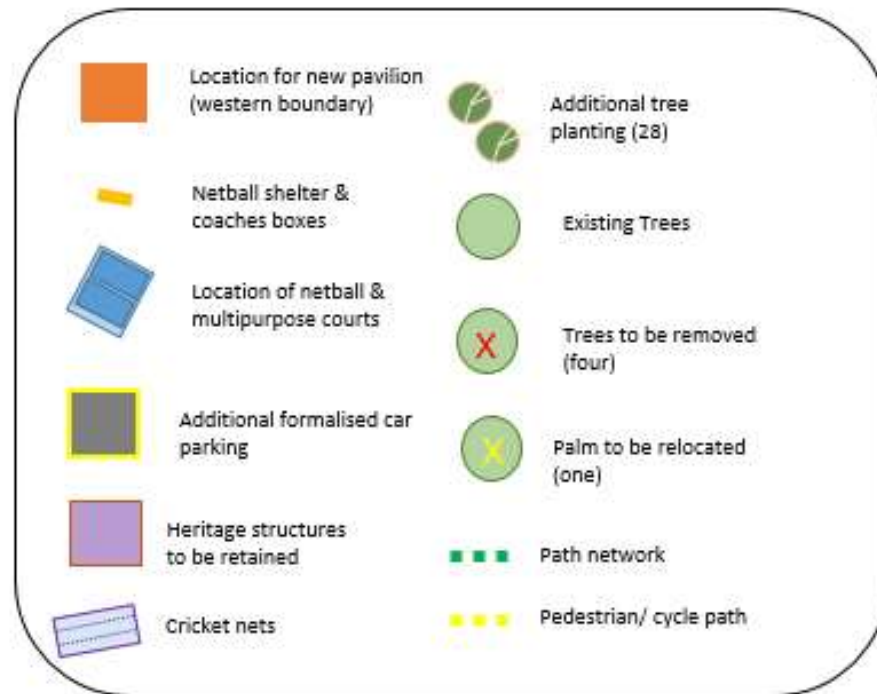 Location for new pavilion
(western boundary)
Netball shelter &
coaches boxes
Location of netball &
multipurpose courts
Additional formalised car
parking
Heritage structures
to be retained
Cricket nets
Additional tree
planting (28)
Existing Trees
X
Trees to be removed
(four)
X
Palm to be relocated
(one)
Path network
Pedestrian/ cycle path